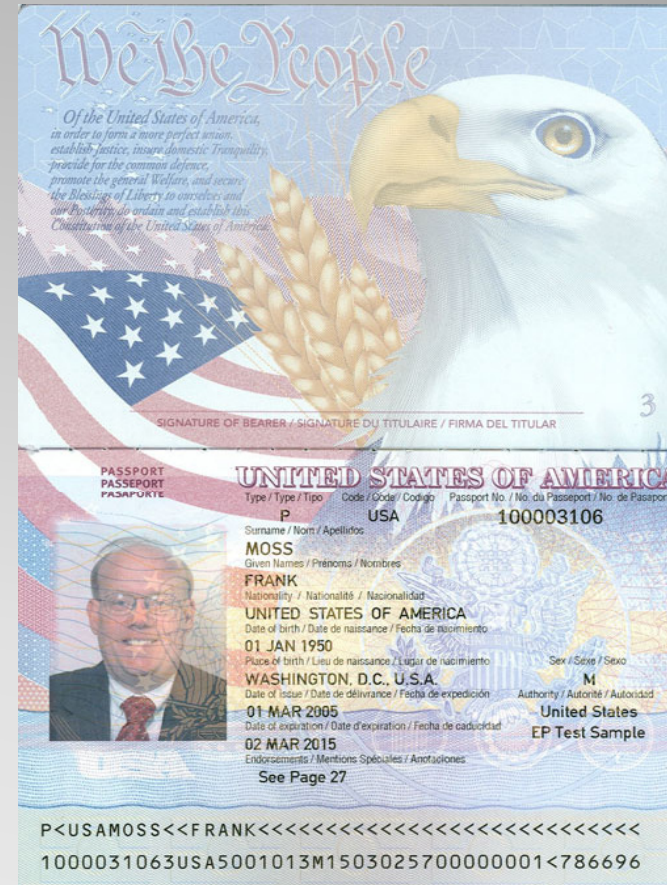 We the People
Of the United States of America,
in order to form a more perfect union,
establish Justice, insure domestic Tranquility,
provide for the common defence,
promote the general Welfare, and secure
the Blessings of Liberty to ourselves and
our Posterity, do ordain and establish this
Constitution of the United States of America.
3
SIGNATURE OF BEARER / SIGNATURE DU TITULAIRE / FIRMA DEL TITULAR
PASSPORT
PASSEPORT
PASAPORTE
UNITED STATES OF AMERICA
Type / Type / Tipo Code / Code / Codigo Passport No. / No. du Passeport / No. de Pasapor
P USA 100003106
Surname / Nom / Apellidos
MOSS
Given Names / Prénoms / Nombres
FRANK
Nationality / Nationalité / Nacionalidad
UNITED STATES OF AMERICA
Date of birth / Date de naissance / Fecha de nacimiento
01 JAN 1950
Place of birth / Lieu de naissance / Lugar de nacimiento Sex / Sexe / Sexo
WASHINGTON, D.C., U.S.A. M
Date of issue / Date de délivrance / Fecha de expedición Authority / Autorité / Autoridad
01 MAR 2005 United States
Date of expiration / Date d'expiration / Fecha de caducidad EP Test Sample
02 MAR 2015
Endorsements / Mentions Spéciales / Anotaciones
See Page 27
USA
P<USAMOSS<<FRANK<<<<<<<<<<<<<<<<<<<<<<<<<<<<
1000031063USA5001013M1503025700000001<786696